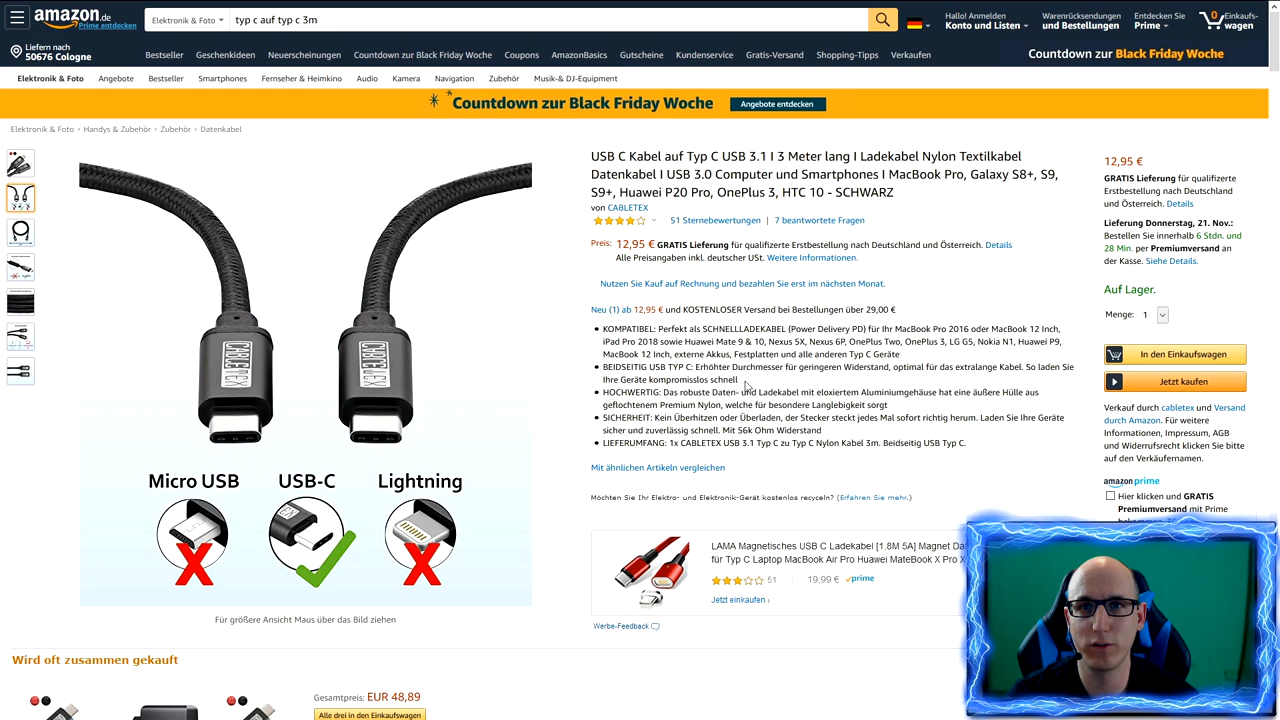 amazon.de
Prime entdecken
Elektronik & Foto
typ c auf typ c 3m
Hallo! Anmelden
Konto und Listen
Warenrücksendungen
und Bestellungen
Entdecken Sie
Prime
0
Einkaufs-
wagen
Liefern nach
50676 Cologne
Bestseller
Geschenkideen
Neuerscheinungen
Countdown zur Black Friday Woche
Coupons
AmazonBasics
Gutscheine
Kundenservice
Gratis-Versand
Shopping-Tipps
Verkaufen
Countdown zur Black Friday Woche
Elektronik & Foto
Angebote
Bestseller
Smartphones
Fernseher & Heimkino
Audio
Kamera
Navigation
Zubehör
Musik-& DJ-Equipment
Countdown zur Black Friday Woche
Angebote entdecken
Elektronik & Foto › Handys & Zubehör › Zubehör › Datenkabel
CABLETEX
CABLETEX
Micro USB
USB-C
Lightning
Für größere Ansicht Maus über das Bild ziehen
USB C Kabel auf Typ C USB 3.1 I 3 Meter lang I Ladekabel Nylon Textilkabel
Datenkabel I USB 3.0 Computer und Smartphones I MacBook Pro, Galaxy S8+, S9,
S9+, Huawei P20 Pro, OnePlus 3, HTC 10 - SCHWARZ
von CABLETEX
51 Sternebewertungen | 7 beantwortete Fragen
Preis: 12,95 € GRATIS Lieferung für qualifizerte Erstbestellung nach Deutschland und Österreich. Details
Alle Preisangaben inkl. deutscher USt. Weitere Informationen.
Nutzen Sie Kauf auf Rechnung und bezahlen Sie erst im nächsten Monat.
Neu (1) ab 12,95 € und KOSTENLOSER Versand bei Bestellungen über 29,00 €
KOMPATIBEL: Perfekt als SCHNELLLADEKABEL (Power Delivery PD) für Ihr MacBook Pro 2016 oder MacBook 12 Inch,
iPad Pro 2018 sowie Huawei Mate 9 & 10, Nexus 5X, Nexus 6P, OnePlus Two, OnePlus 3, LG G5, Nokia N1, Huawei P9,
MacBook 12 Inch, externe Akkus, Festplatten und alle anderen Typ C Geräte
BEIDSEITIG USB TYP C: Erhöhter Durchmesser für geringeren Widerstand, optimal für das extralange Kabel. So laden Sie
Ihre Geräte kompromisslos schnell
HOCHWERTIG: Das robuste Daten- und Ladekabel mit eloxiertem Aluminiumgehäuse hat eine äußere Hülle aus
geflochtenem Premium Nylon, welche für besondere Langlebigkeit sorgt
SICHERHEIT: Kein Überhitzen oder Überladen, der Stecker steckt jedes Mal sofort richtig herum. Laden Sie Ihre Geräte
sicher und zuverlässig schnell. Mit 56k Ohm Widerstand
LIEFERUMFANG: 1x CABLETEX USB 3.1 Typ C zu Typ C Nylon Kabel 3m. Beidseitig USB Typ C.
Mit ähnlichen Artikeln vergleichen
Möchten Sie Ihr Elektro- und Elektronik-Gerät kostenlos recyceln? (Erfahren Sie mehr.)
LAMA Magnetisches USB C Ladekabel [1,8M 5A] Magnet
für Typ C Laptop MacBook Air Pro Huawei MateBook X Pro
51
19,99 €
prime
Jetzt einkaufen ›
Werbe-Feedback
12,95 €
GRATIS Lieferung für qualifizerte
Erstbestellung nach Deutschland
und Österreich. Details
Lieferung Donnerstag, 21. Nov.:
Bestellen Sie innerhalb 6 Stdn. und
28 Min. per Premiumversand an
der Kasse. Siehe Details.
Auf Lager.
Menge: 1
In den Einkaufswagen
Jetzt kaufen
Verkauf durch cabletex und Versand
durch Amazon. Für weitere
Informationen, Impressum, AGB
und Widerrufsrecht klicken Sie bitte
auf den Verkäufernamen.
amazon prime
Hier klicken und GRATIS
Premiumversand mit Prime
Wird oft zusammen gekauft
Gesamtpreis: EUR 48,89
Alle drei in den Einkaufswagen